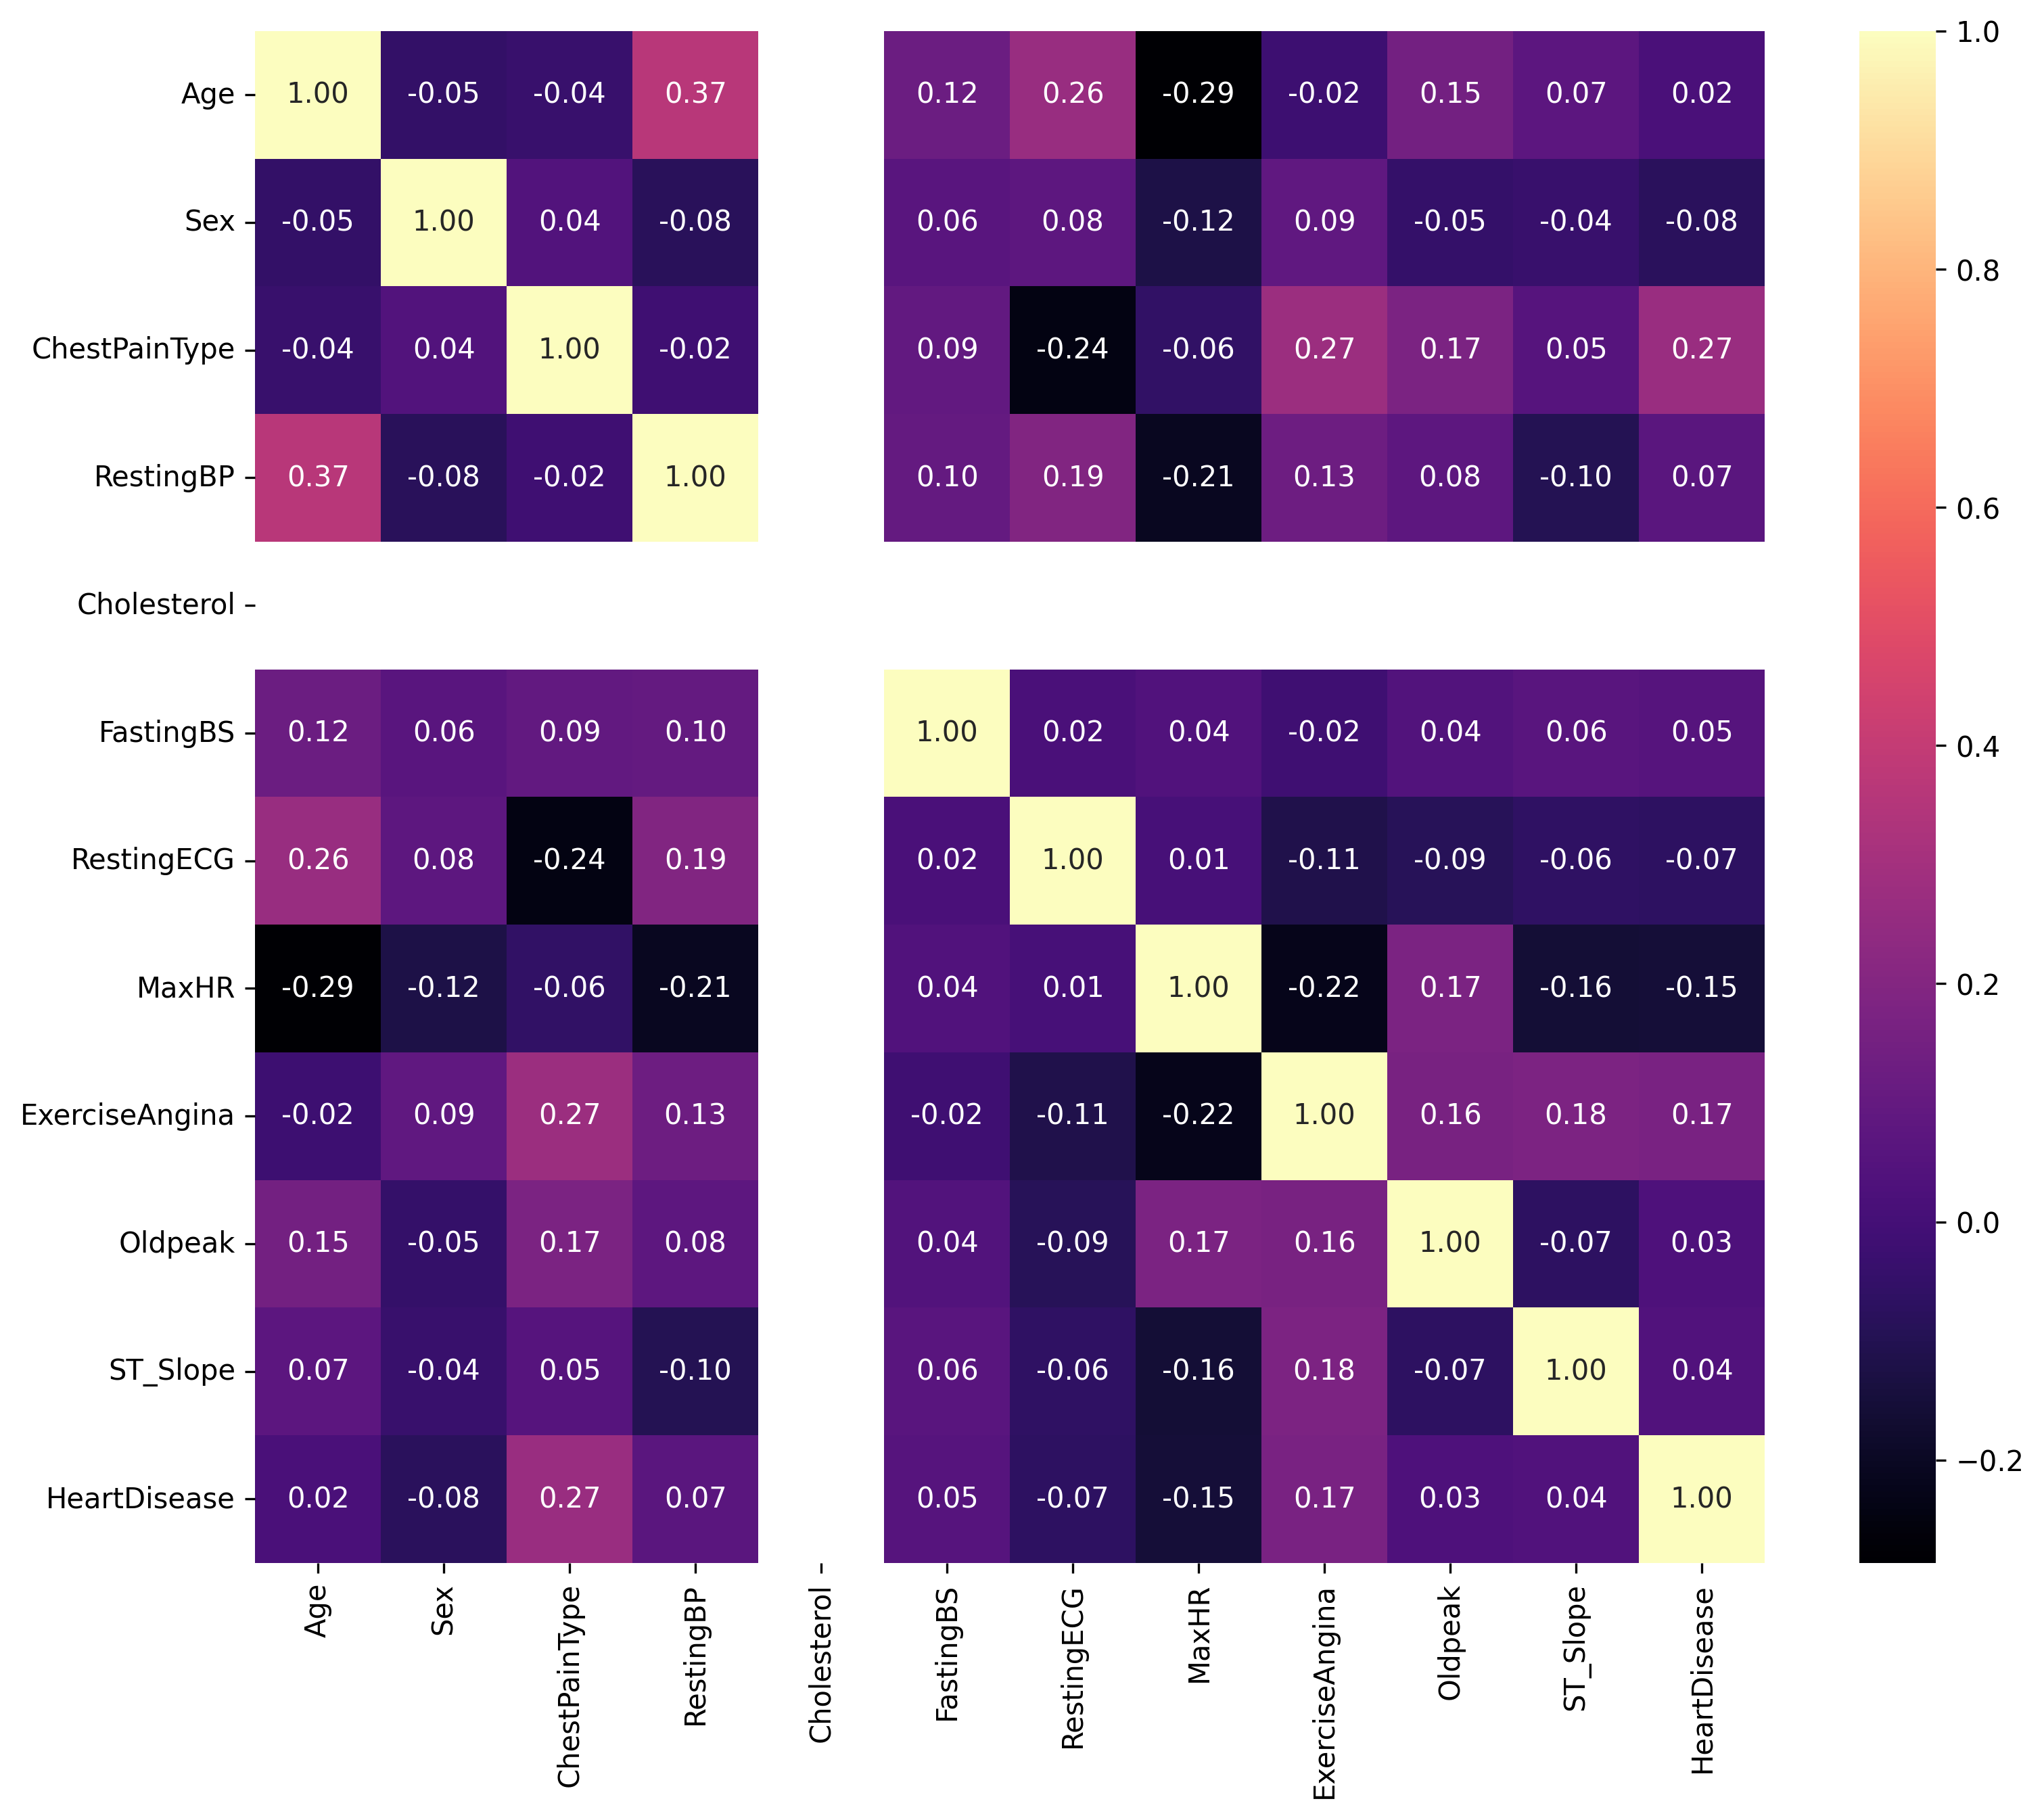 Age 1.00 -0.05 -0.04 0.37 0.12 0.26 -0.29 -0.02 0.15 0.07 0.02
Sex -0.05 1.00 0.04 -0.08 0.06 0.08 -0.12 0.09 -0.05 -0.04 -0.08
ChestPainType -0.04 0.04 1.00 -0.02 0.09 -0.24 -0.06 0.27 0.17 0.05 0.27
RestingBP 0.37 -0.08 -0.02 1.00 0.10 0.19 -0.21 0.13 0.08 -0.10 0.07
Cholesterol
FastingBS 0.12 0.06 0.09 0.10 1.00 0.02 0.04 -0.02 0.04 0.06 0.05
RestingECG 0.26 0.08 -0.24 0.19 0.02 1.00 0.01 -0.11 -0.09 -0.06 -0.07
MaxHR -0.29 -0.12 -0.06 -0.21 0.04 0.01 1.00 -0.22 0.17 -0.16 -0.15
ExerciseAngina -0.02 0.09 0.27 0.13 -0.02 -0.11 -0.22 1.00 0.16 0.18 0.17
Oldpeak 0.15 -0.05 0.17 0.08 0.04 -0.09 0.17 0.16 1.00 -0.07 0.03
ST_Slope 0.07 -0.04 0.05 -0.10 0.06 -0.06 -0.16 0.18 -0.07 1.00 0.04
HeartDisease 0.02 -0.08 0.27 0.07 0.05 -0.07 -0.15 0.17 0.03 0.04 1.00
Age
Sex
ChestPainType
RestingBP
Cholesterol
FastingBS
RestingECG
MaxHR
ExerciseAngina
Oldpeak
ST_Slope
HeartDisease
1.0
0.8
0.6
0.4
0.2
0.0
−0.2